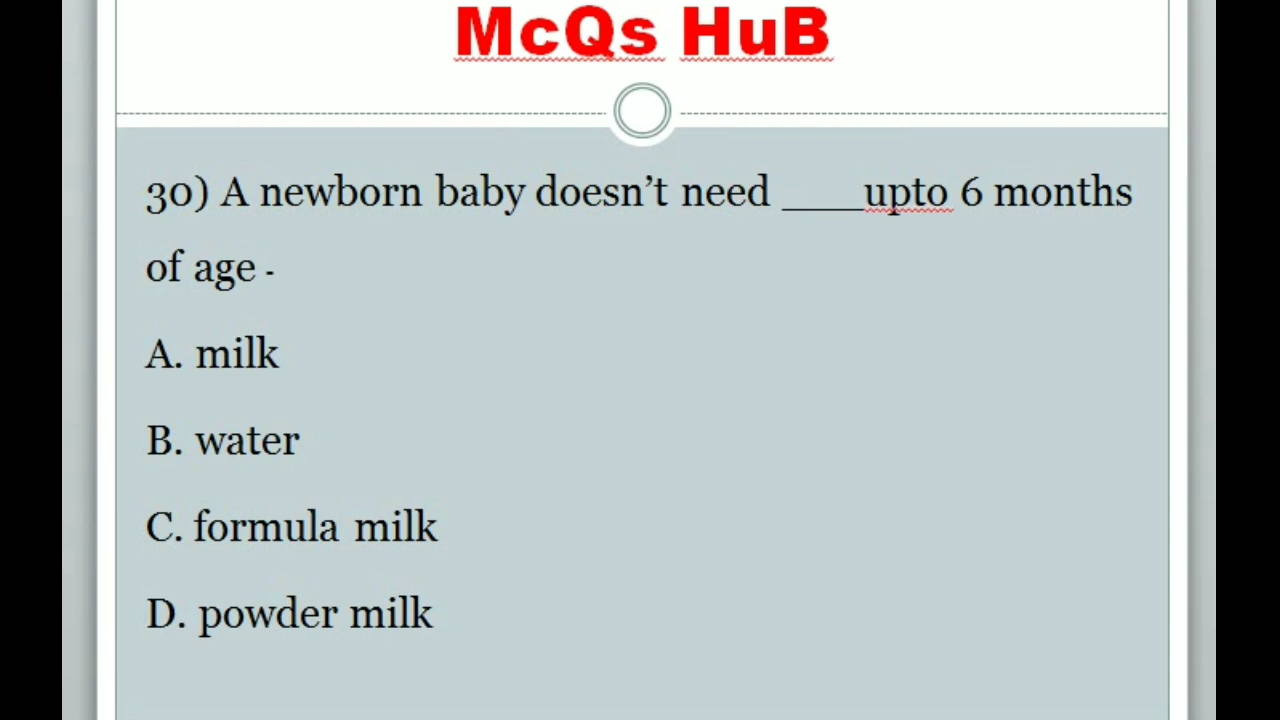 McQs HuB
30) A newborn baby doesn’t need ____upto 6 months
of age -
A. milk
B. water
C. formula milk
D. powder milk